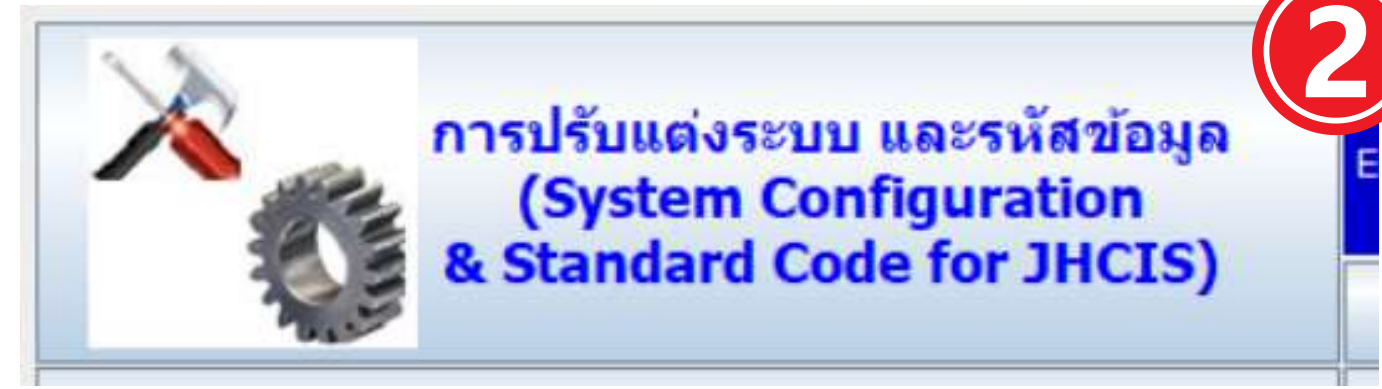 2
การปรับแต่งระบบ และรหัสข้อมูล
(System Configuration
& Standard Code for JHCIS)
E